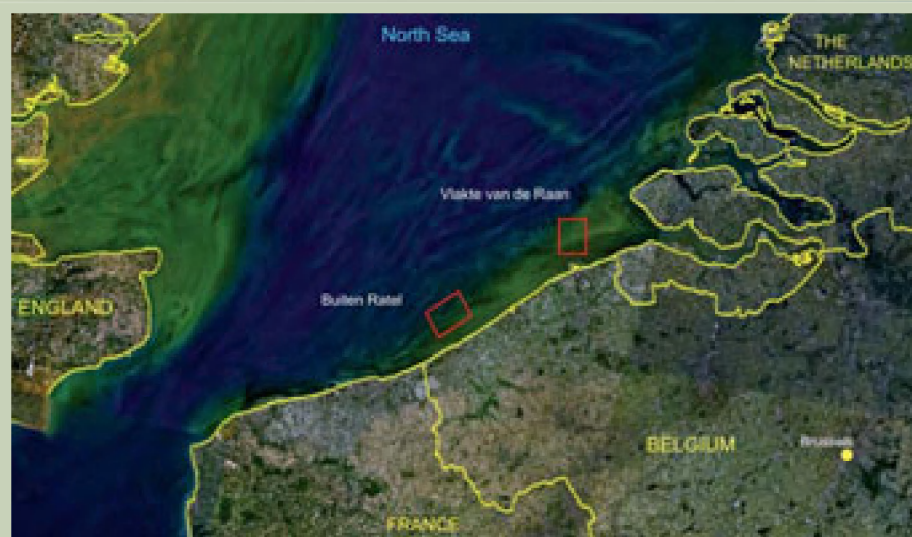 North Sea
THE
NETHERLANDS
Vlakte van de Raan
Buiten Ratel
ENGLAND
BELGIUM
Brussels
FRANCE